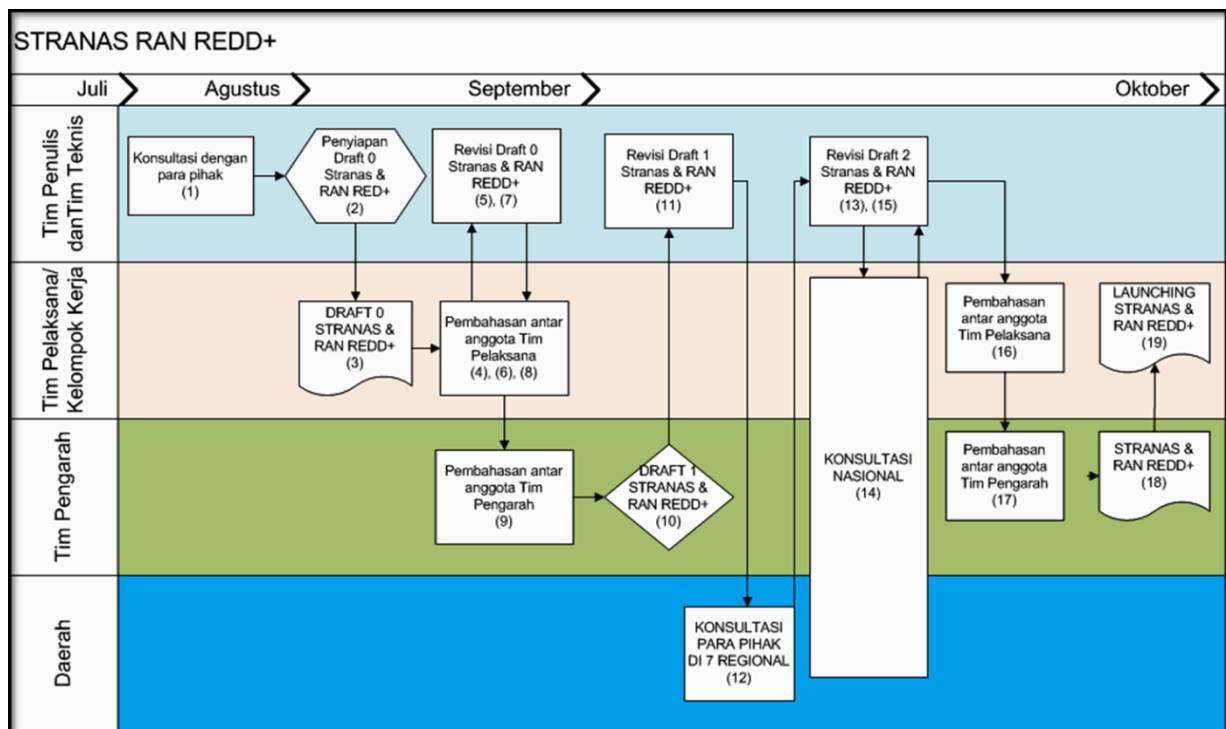 STRANAS RAN REDD+
Juli
Agustus
September
Oktober
Tim Penulis
danTim Teknis
Konsultasi dengan
para pihak
(1)
Penyiapan
Draft 0
Stranas &
RAN RED+
(2)
Revisi Draft 0
Stranas & RAN
REDD+
(5), (7)
Revisi Draft 1
Stranas & RAN
REDD+
(11)
Revisi Draft 2
Stranas & RAN
REDD+
(13), (15)
Tim Pelaksana/
Kelompok Kerja
DRAFT 0
STRANAS &
RAN REDD+
(3)
Pembahasan antar
anggota Tim
Pelaksana
(4), (6), (8)
Pembahasan antar
anggota Tim
Pelaksana
(16)
LAUNCHING
STRANAS &
RAN REDD+
(19)
Tim Pengarah
Pembahasan antar
anggota Tim
Pengarah
(9)
DRAFT 1
STRANAS &
RAN REDD+
(10)
KONSULTASI
NASIONAL
(14)
Pembahasan
antar anggota
Tim Pengarah
(17)
STRANAS &
RAN REDD+
(18)
Daerah
KONSULTASI
PARA PIHAK
DI 7 REGIONAL
(12)